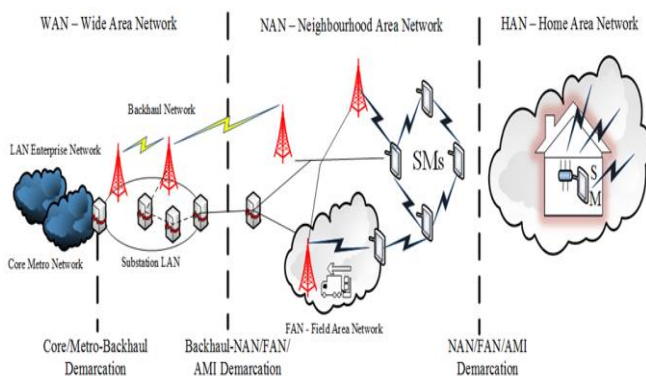 WAN – Wide Area Network
NAN – Neighbourhood Area Network
HAN – Home Area Network
Backhaul Network
LAN Enterprise Network
SMs
S
M
Core Metro Network
Substation LAN
FAN – Field Area Network
Core/Metro-Backhaul
Demarcation
Backhaul-NAN/FAN/
AMI Demarcation
NAN/FAN/AMI
Demarcation